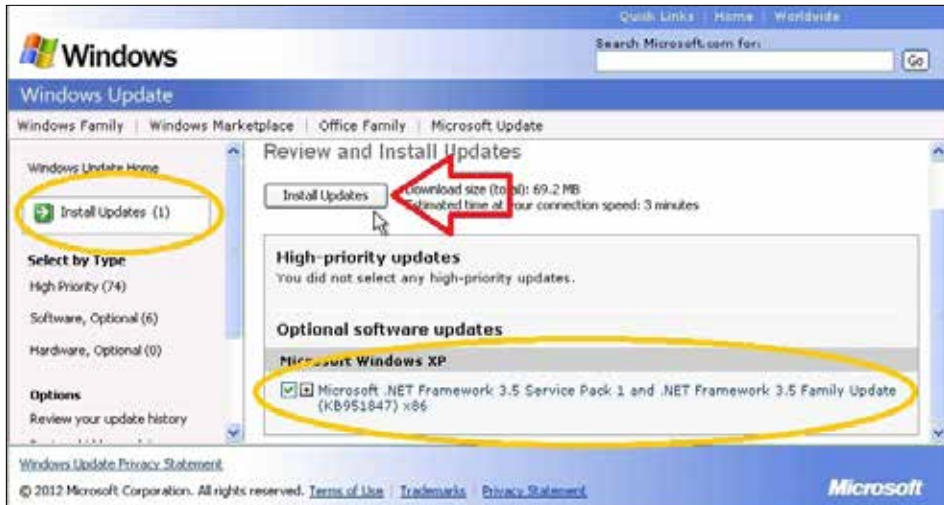 Quick Links | Home | Worldwide
Windows
Search Microsoft.com for:
Go
Windows Update
Windows Family | Windows Marketplace | Office Family | Microsoft Update
Windows Update Home
Install Updates (1)
Select by Type
High Priority (74)
Software, Optional (6)
Hardware, Optional (0)
Options
Review your update history
Review and Install Updates
Install Updates
Download size (total): 69.2 MB
Estimated time at your connection speed: 3 minutes
High-priority updates
You did not select any high-priority updates.
Optional software updates
Microsoft Windows XP
Microsoft .NET Framework 3.5 Service Pack 1 and .NET Framework 3.5 Family Update
(KB951847) x86
Windows Update Privacy Statement
© 2012 Microsoft Corporation. All rights reserved. Terms of Use | Trademarks | Privacy Statement
Microsoft